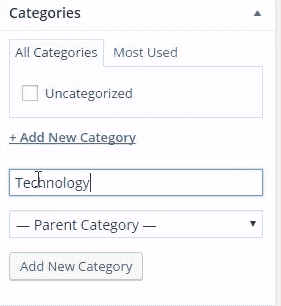 Categories
All Categories Most Used
Uncategorized
+ Add New Category
Technology
— Parent Category —
Add New Category